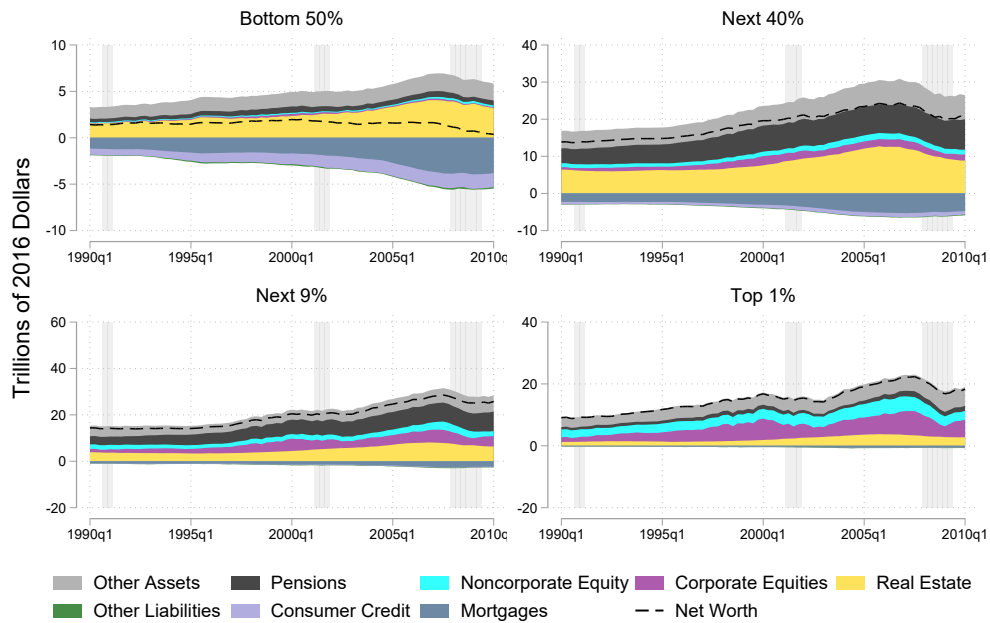 Bottom 50%
Next 40%
10
5
0
-5
-10
1990q1 1995q1 2000q1 2005q1 2010q
40
30
20
10
0
-10
1990q1 1995q1 2000q1 2005q1 2010q1
Trillions of 2016 Dollars
Next 9%
Top 1%
60
40
20
0
-20
1990q1 1995q1 2000q1 2005q1 2010q1
40
20
0
-20
1990q1 1995q1 2000q1 2005q1 2010q1
Other Assets Pensions Noncorporate Equity Corporate Equities Real Estate
Other Liabilities Consumer Credit Mortgages Net Worth